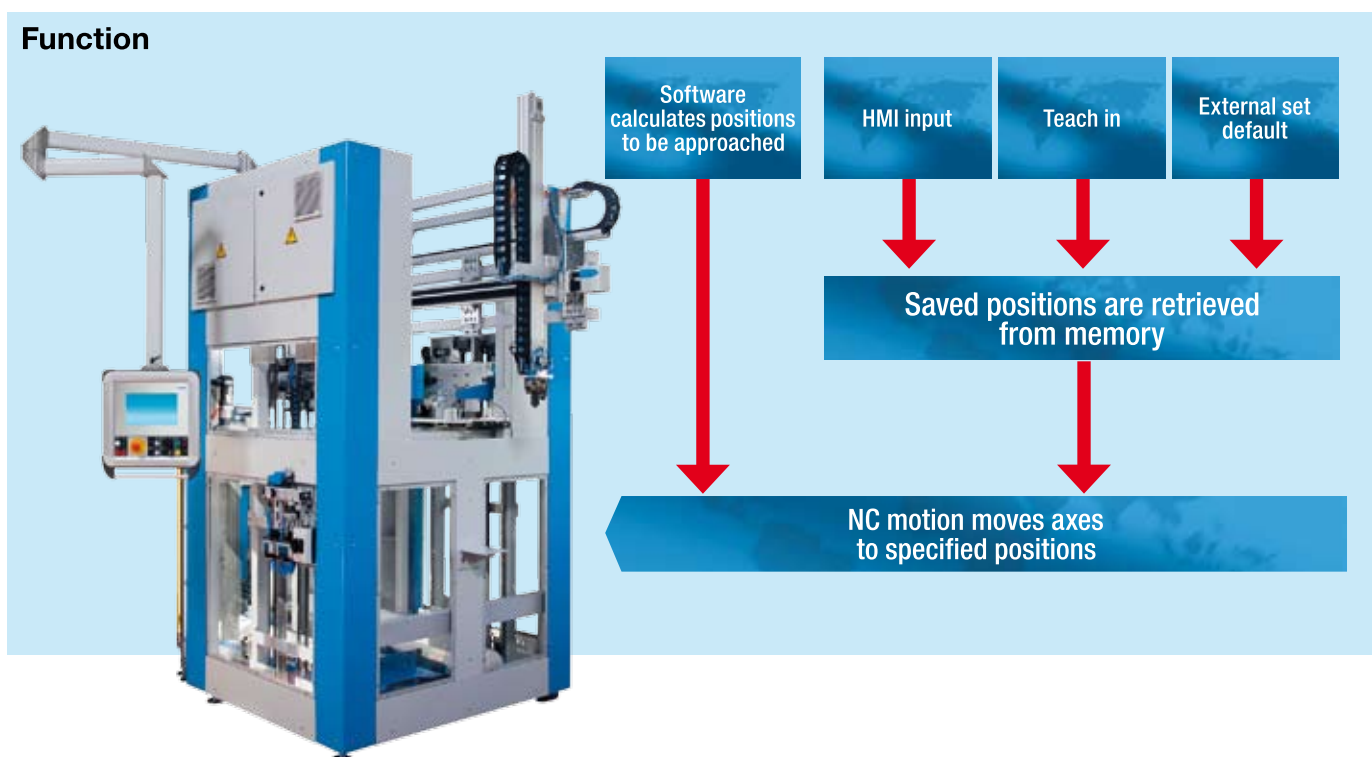 Function
Software
calculates positions
to be approached
HMI input
Teach in
External set
default
Saved positions are retrieved
from memory
NC motion moves axes
to specified positions